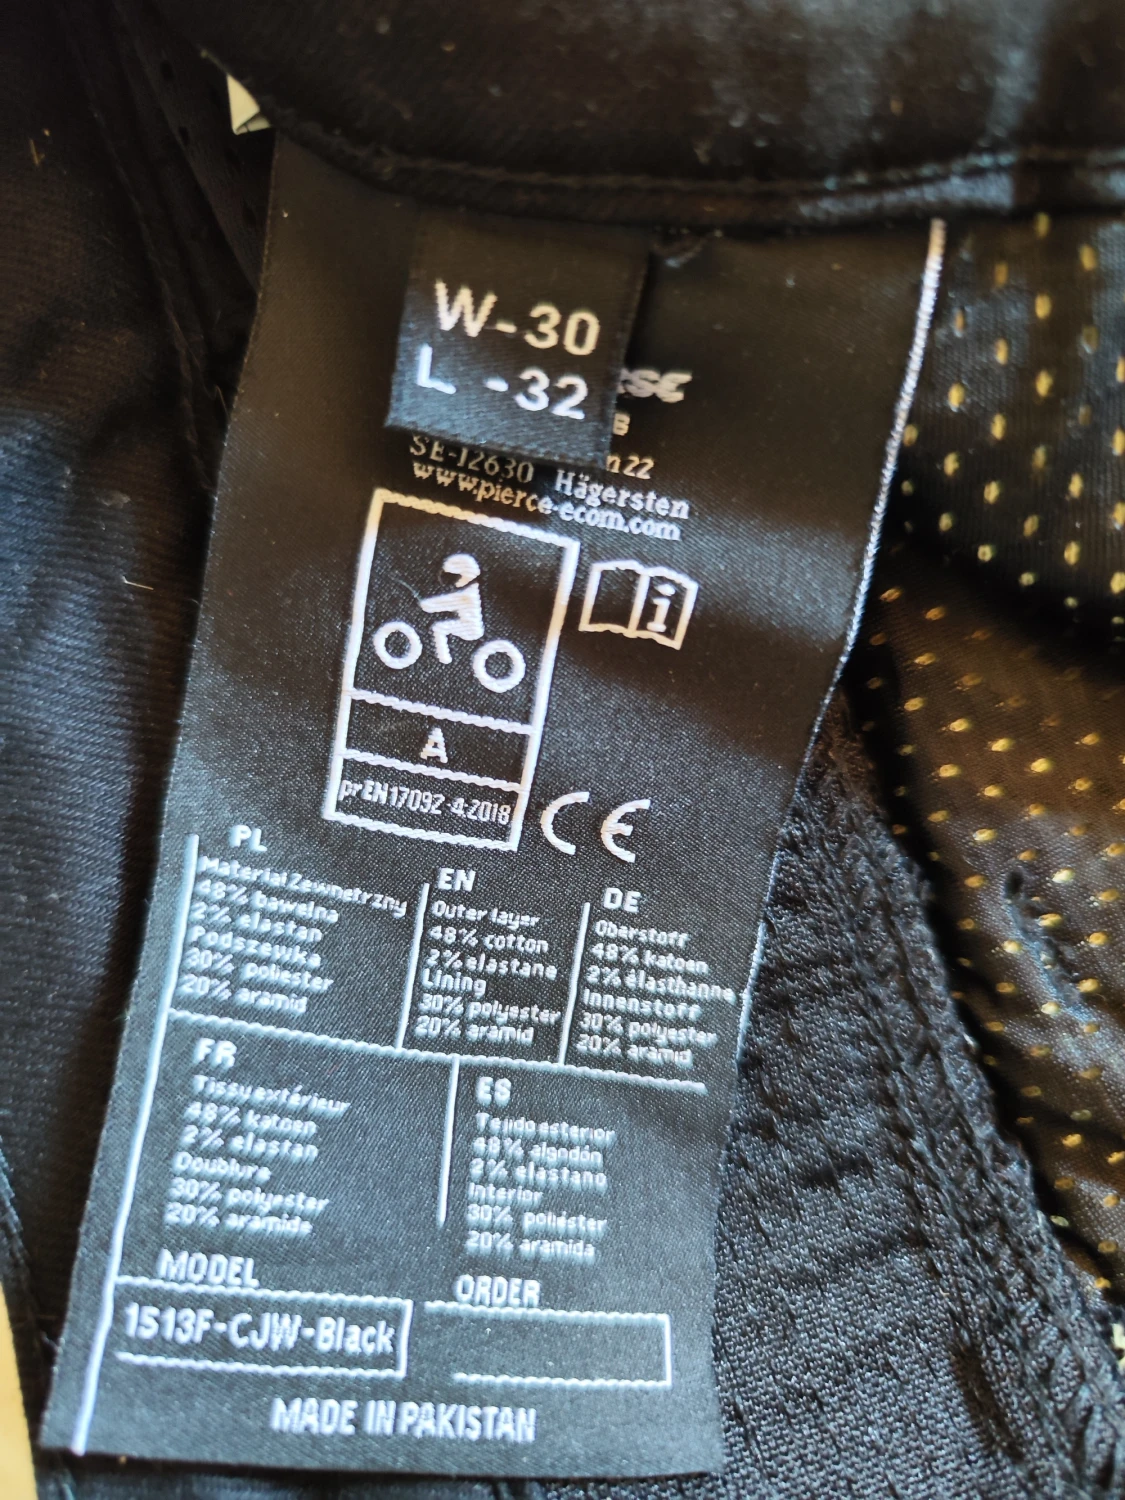 W-30
L -32
SE-12630 Hägersten
www.pierce-ecom.com
i
A
prEN17092-4:2018
CE
PL
Material Zewnetrzny
48% bawelna
2% elastan
Podszewka
30% poliester
20% aramid
EN
Outer layer
48% cotton
2% elastane
Lining
30% polyester
20% aramid
DE
Oberstoff
48% katoen
2% elasthanne
Innenstoff
30% polyester
20% aramid
FR
Tissu extérieur
48% katoen
2% elastan
Doublure
30% polyester
20% aramide
ES
Tejido esterior
48% algodón
2% elastano
Interior
30% poliéster
20% aramida
MODEL
1513F-CJW-Black
ORDER
MADE IN PAKISTAN